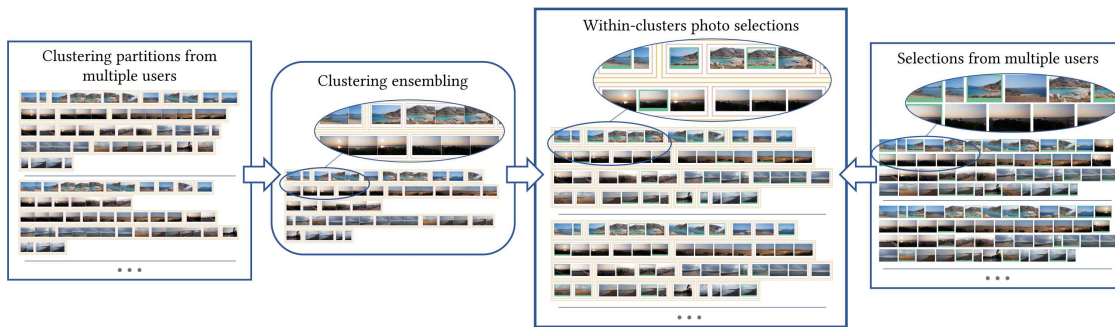 Clustering partitions from
multiple users
Clustering ensembling
Within-clusters photo selections
Selections from multiple users